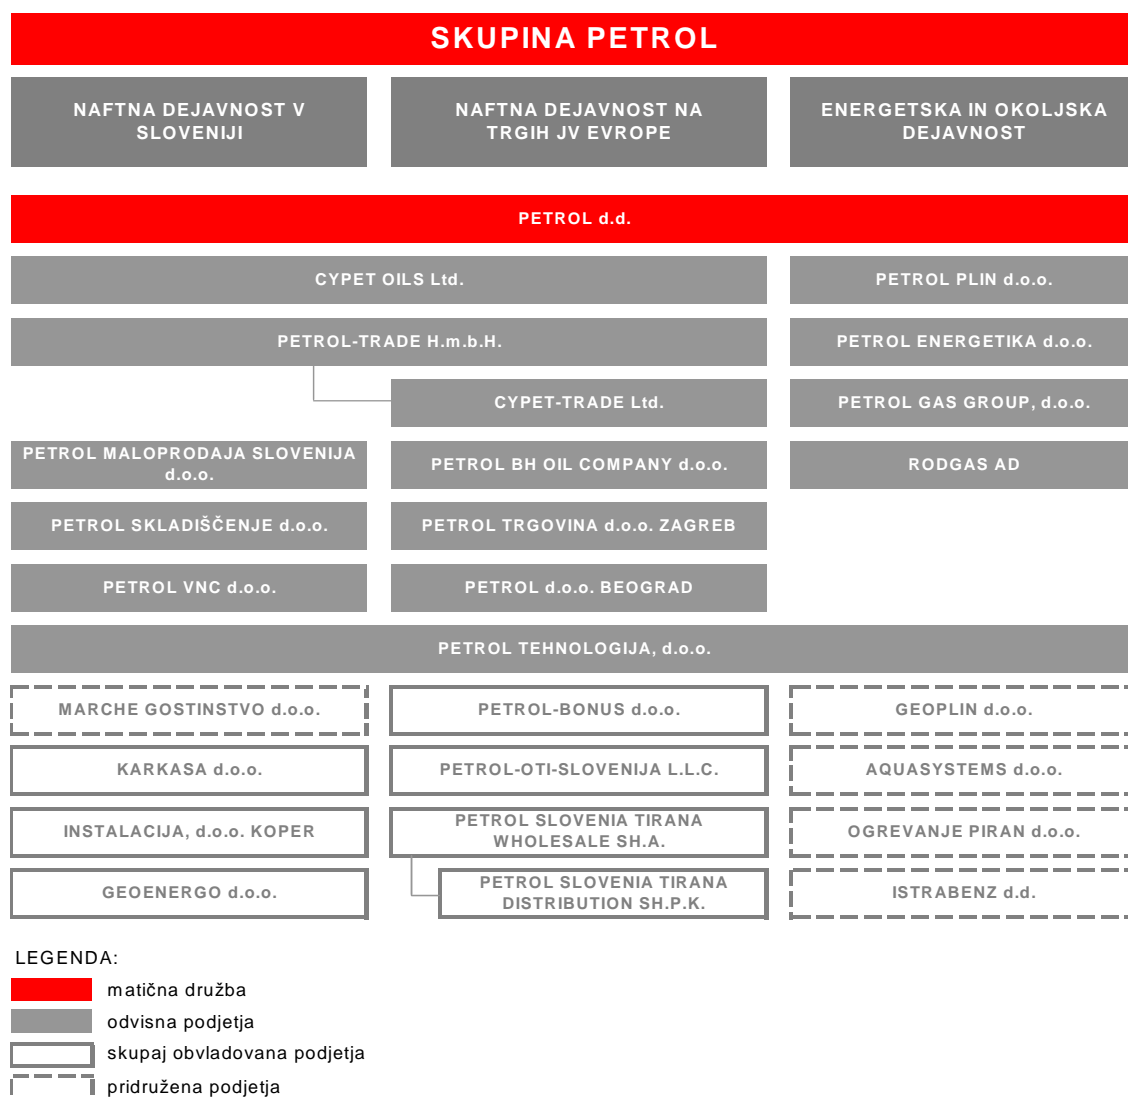 SKUPINA PETROL
NAFTNA DEJAVNOST V
SLOVENIJI
NAFTNA DEJAVNOST NA
TRGIH JV EVROPE
ENERGETSKA IN OKOLJSKA
DEJAVNOST
PETROL d.d.
CYPET OILS Ltd.
PETROL PLIN d.o.o.
PETROL-TRADE H.m.b.H.
PETROL ENERGETIKA d.o.o.
CYPET-TRADE Ltd.
PETROL GAS GROUP, d.o.o.
PETROL MALOPRODAJA SLOVENIJA
d.o.o.
PETROL BH OIL COMPANY d.o.o.
RODGAS AD
PETROL SKLADIŠČENJE d.o.o.
PETROL TRGOVINA d.o.o. ZAGREB
PETROL VNC d.o.o.
PETROL d.o.o. BEOGRAD
PETROL TEHNOLOGIJA, d.o.o.
MARCHE GOSTINSTVO d.o.o.
PETROL-BONUS d.o.o.
GEOPLIN d.o.o.
KARKASA d.o.o.
PETROL-OTI-SLOVENIJA L.L.C.
AQUASYSTEMS d.o.o.
INSTALACIJA, d.o.o. KOPER
PETROL SLOVENIA TIRANA
WHOLESALE SH.A.
OGREVANJE PIRAN d.o.o.
GEOENERGO d.o.o.
PETROL SLOVENIA TIRANA
DISTRIBUTION SH.P.K.
ISTRABENZ d.d.
LEGENDA:
matična družba
odvisna podjetja
skupaj obvladovana podjetja
pridružena podjetja